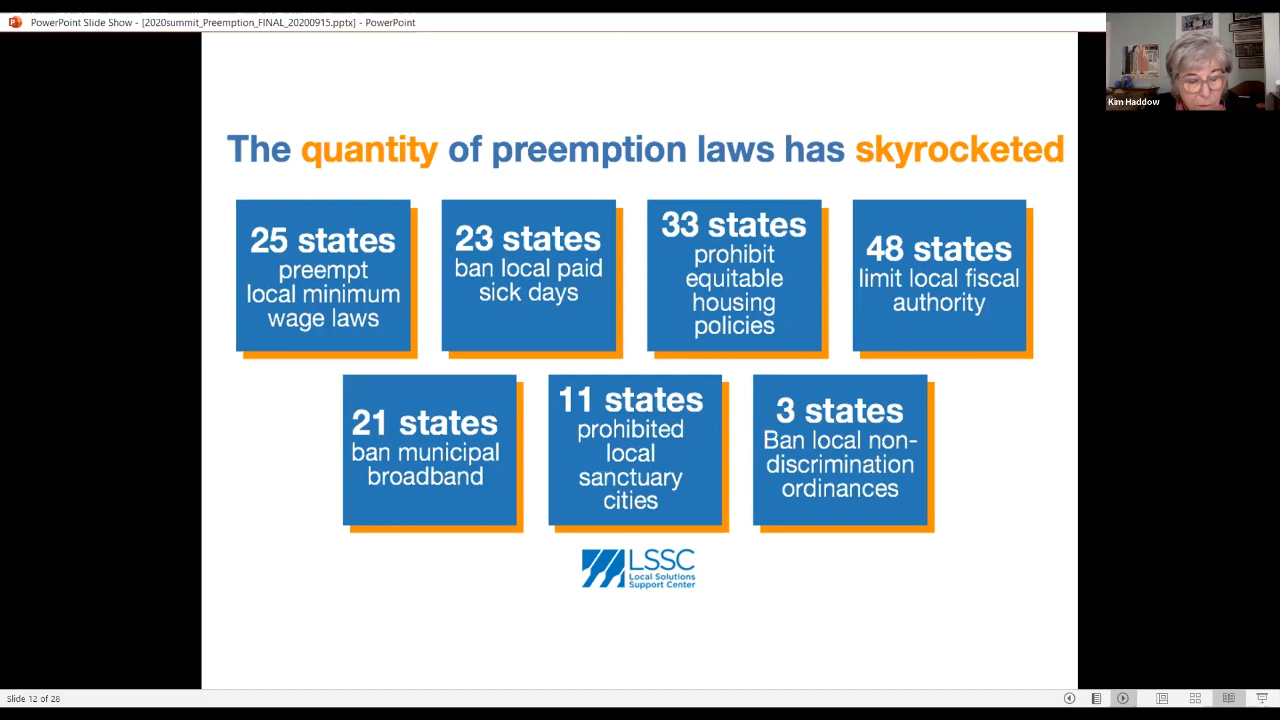 PowerPoint Slide Show - [2020summit_Preemption_FINAL_20200915.pptx] - PowerPoint
Kim Haddow
The quantity of preemption laws has skyrocketed
25 states
preempt
local minimum
wage laws
23 states
ban local paid
sick days
33 states
prohibit
equitable
housing
policies
48 states
limit local fiscal
authority
21 states
ban municipal
broadband
11 states
prohibited
local
sanctuary
cities
3 states
Ban local non-
discrimination
ordinances
LSSC
Local Solutions
Support Center
Slide 12 of 28